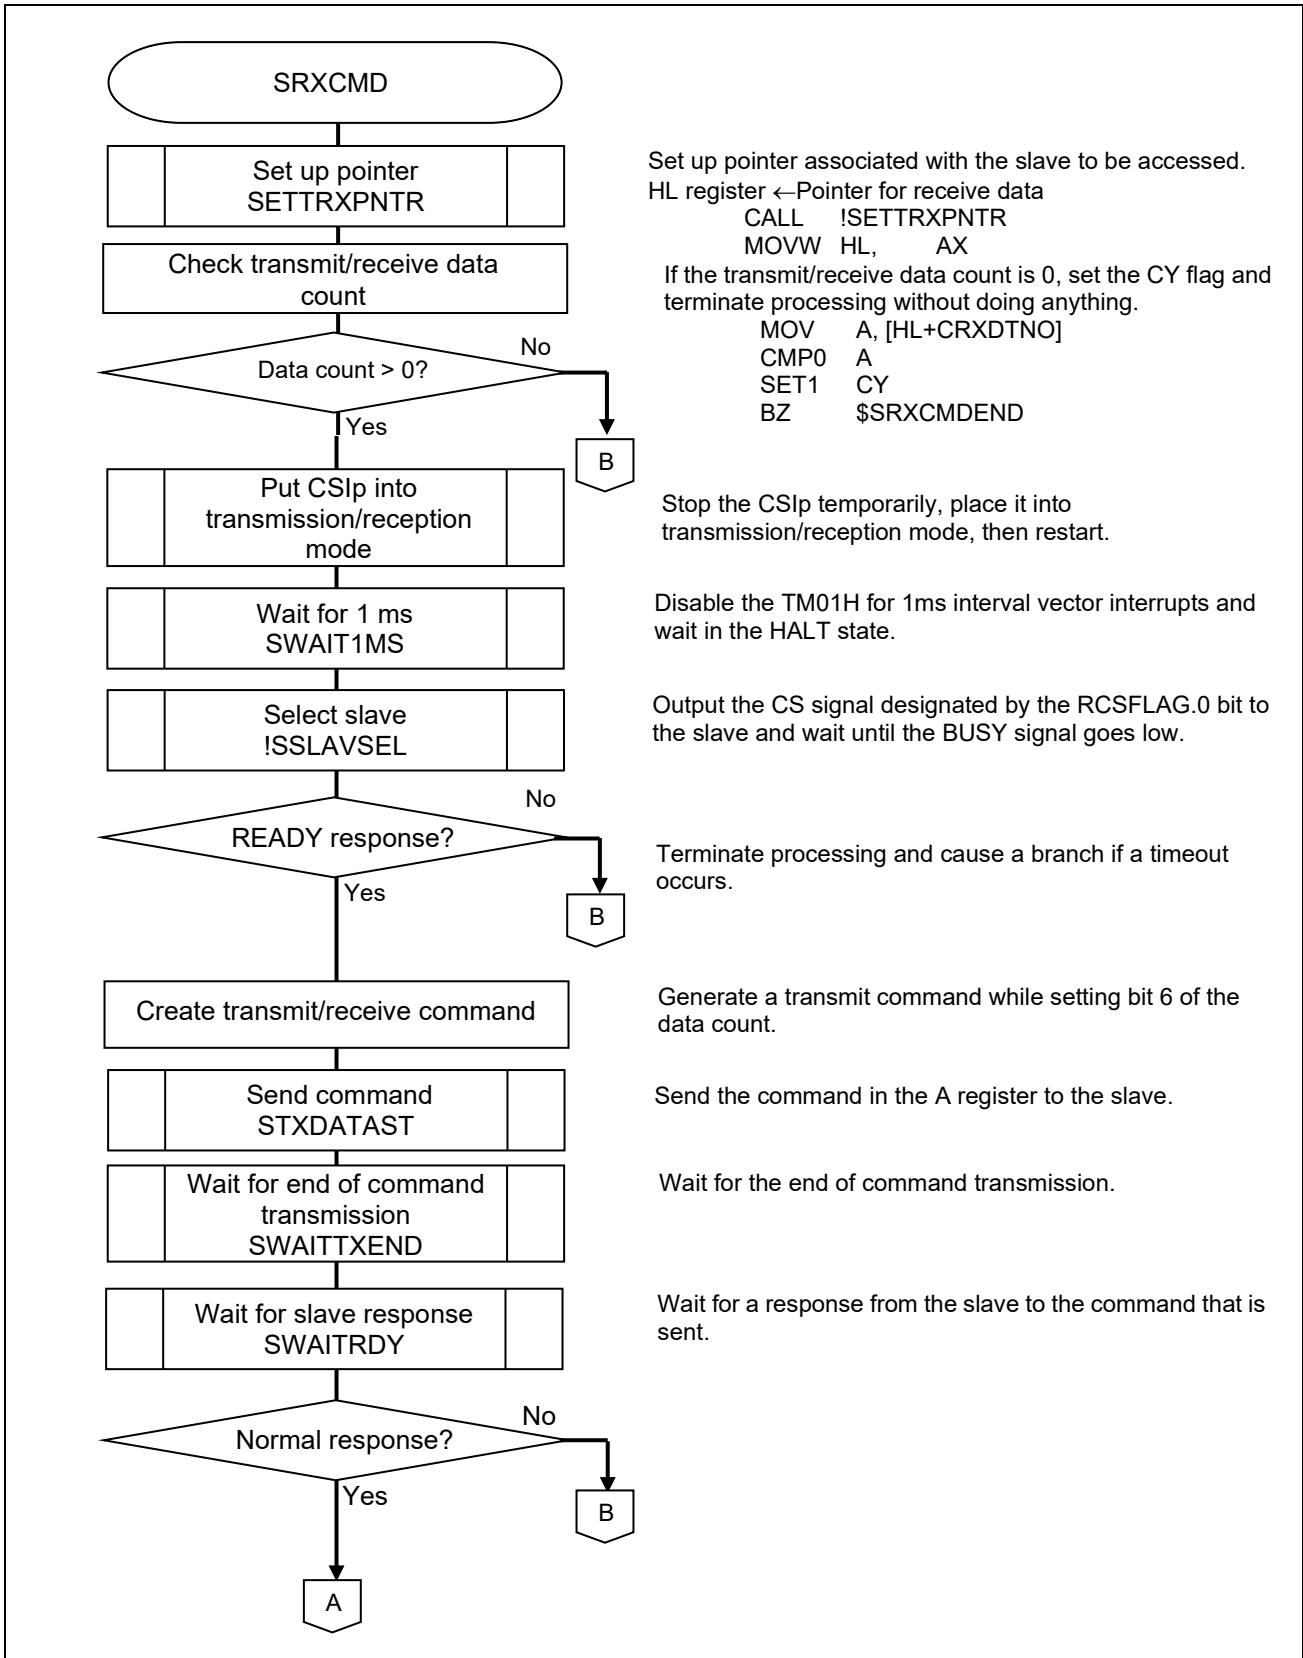 SRXCMD
Set up pointer
SETTRXPNTR
Set up pointer associated with the slave to be accessed.
HL register ←Pointer for receive data
CALL !SETTRXPNTR
MOVW HL, AX
Check transmit/receive data
count
If the transmit/receive data count is 0, set the CY flag and
terminate processing without doing anything.
MOV A, [HL+CRXDTNO]
CMP0 A
SET1 CY
BZ $SRXCMDEND
Data count > 0?
No
Yes
B
Put CSIp into
transmission/reception
mode
Stop the CSIp temporarily, place it into
transmission/reception mode, then restart.
Wait for 1 ms
SWAIT1MS
Disable the TM01H for 1ms interval vector interrupts and
wait in the HALT state.
Select slave
!SSLAVSEL
Output the CS signal designated by the RCSFLAG.0 bit to
the slave and wait until the BUSY signal goes low.
READY response?
No
Yes
B
Terminate processing and cause a branch if a timeout
occurs.
Create transmit/receive command
Generate a transmit command while setting bit 6 of the
data count.
Send command
STXDATAST
Send the command in the A register to the slave.
Wait for end of command
transmission
SWAITTXEND
Wait for the end of command transmission.
Wait for slave response
SWAITRDY
Wait for a response from the slave to the command that is
sent.
Normal response?
No
Yes
B
A